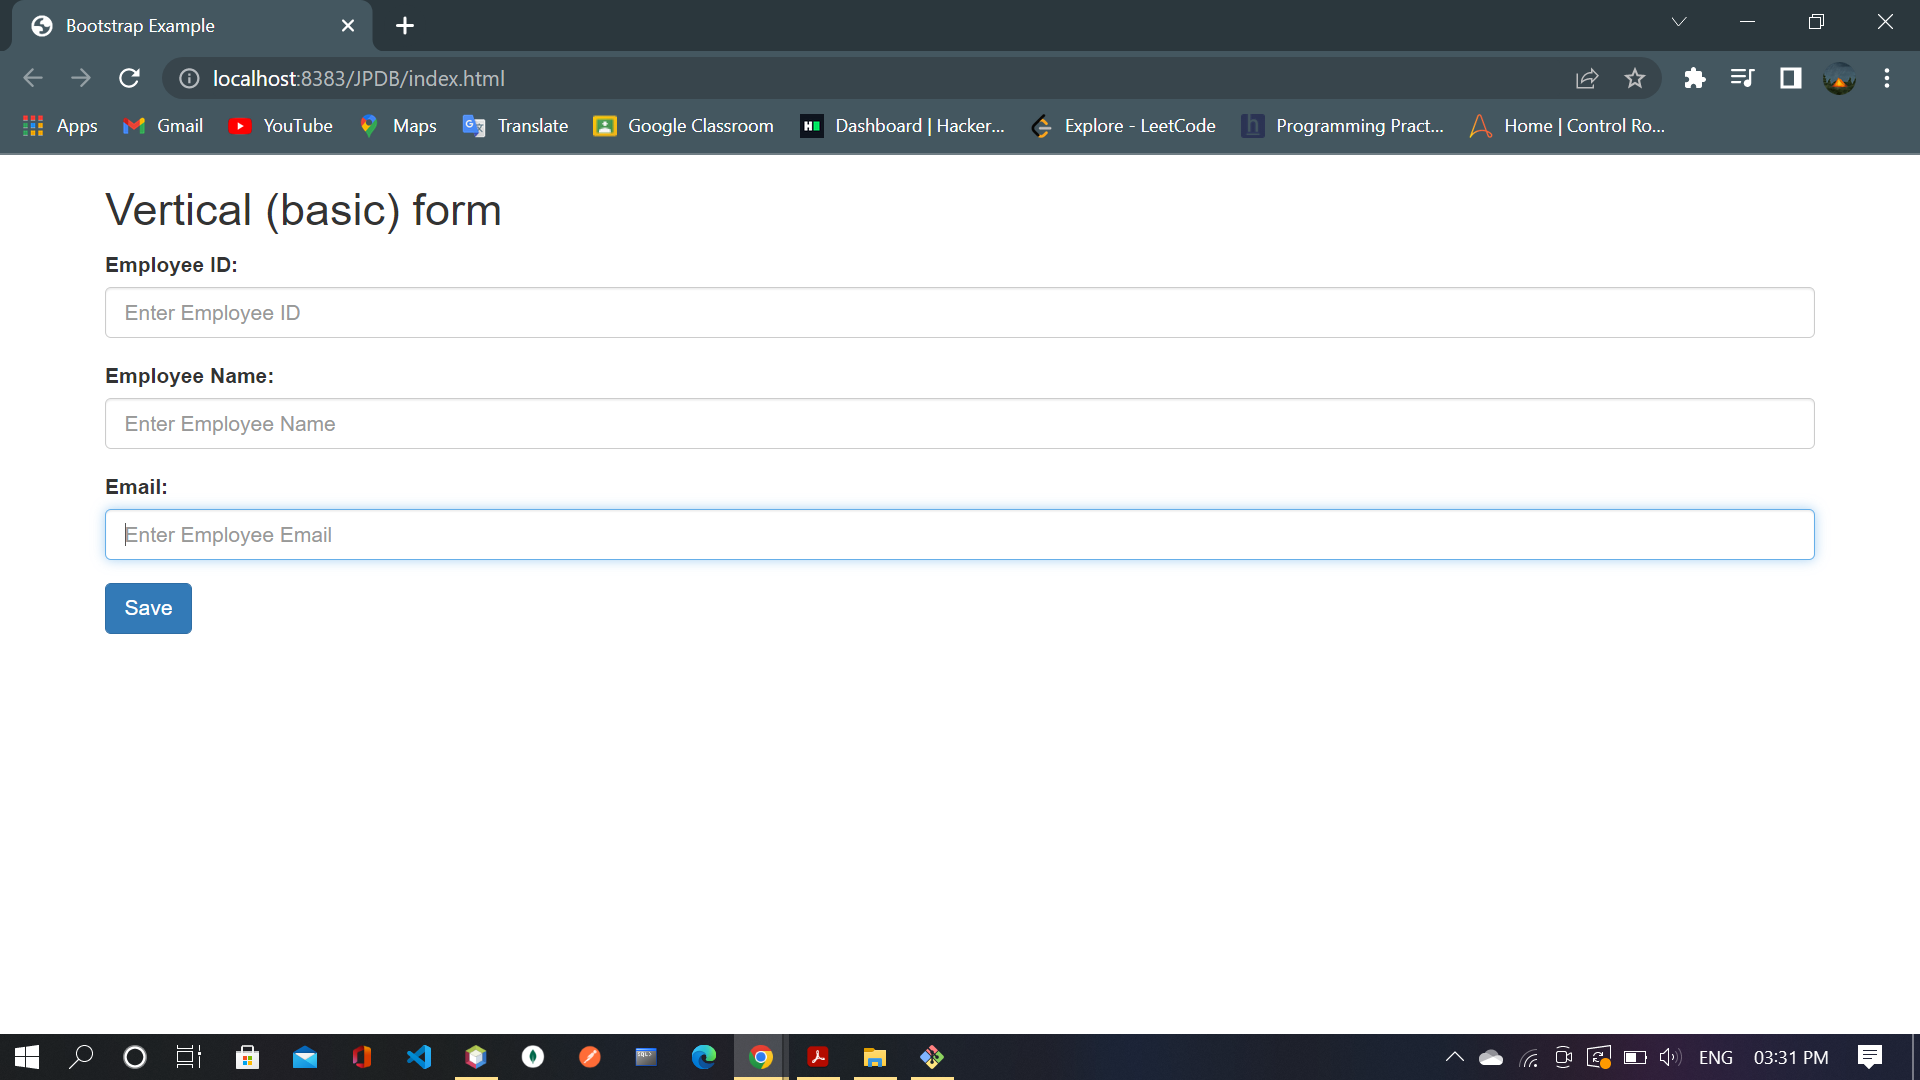 Bootstrap Example
localhost:8383/JPDB/index.html
Apps Gmail YouTube Maps Translate Google Classroom Dashboard | Hacker... Explore - LeetCode Programming Pract... Home | Control Ro...
Vertical (basic) form
Employee ID:
Enter Employee ID
Employee Name:
Enter Employee Name
Email:
Enter Employee Email
Save
ENG 03:31 PM